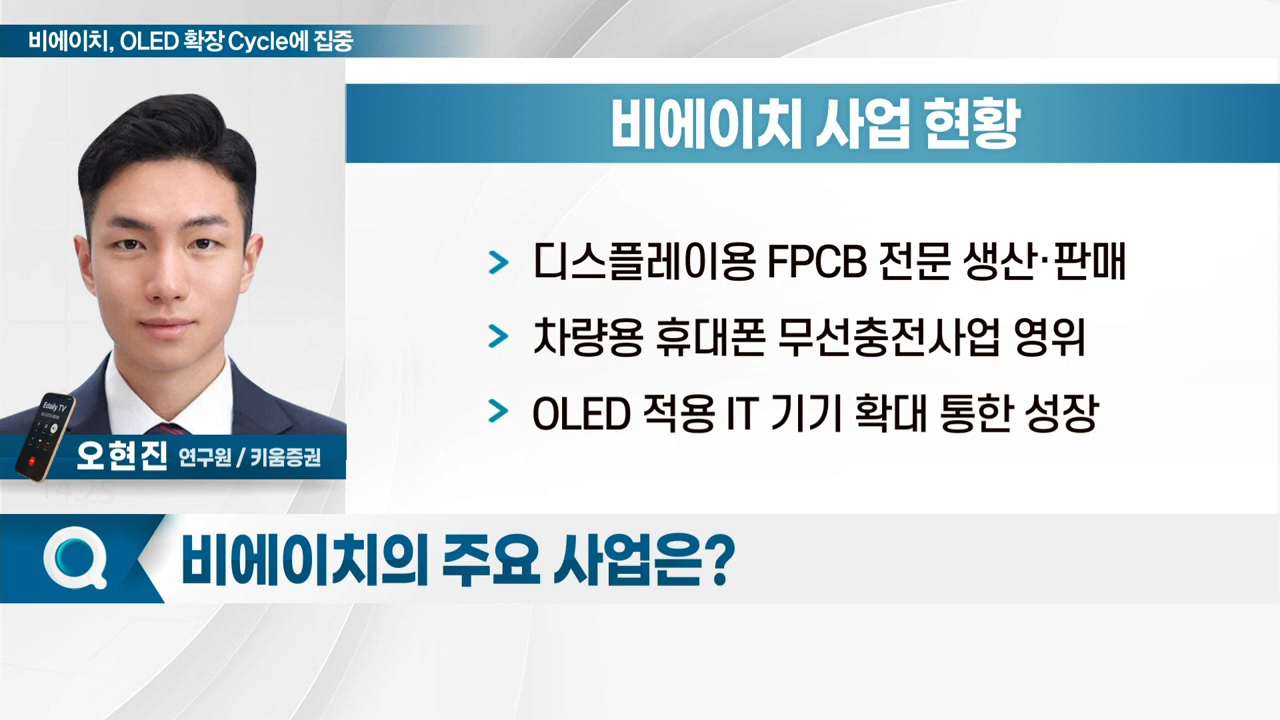 비에이치, OLED 확장 Cycle에 집중
비에이치 사업 현황
디스플레이용 FPCB 전문 생산·판매
차량용 휴대폰 무선충전사업 영위
OLED 적용 IT 기기 확대 통한 성장
Edaily TV
오현진 연구원 / 키움증권
비에이치의 주요 사업은?